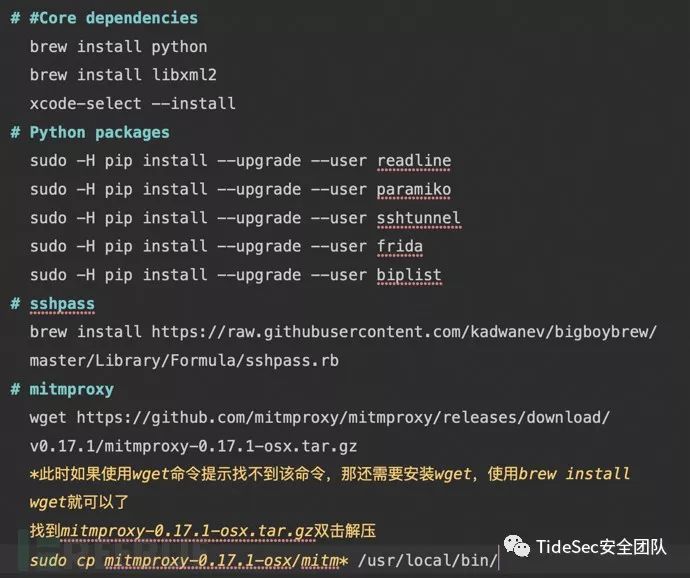 # #Core dependencies
brew install python
brew install libxml2
xcode-select --install
# Python packages
sudo -H pip install --upgrade --user readline
sudo -H pip install --upgrade --user paramiko
sudo -H pip install --upgrade --user sshtunnel
sudo -H pip install --upgrade --user frida
sudo -H pip install --upgrade --user biplist
# sshpass
brew install https://raw.githubusercontent.com/kadwanev/bigboybrew/
master/Library/Formula/sshpass.rb
# mitmproxy
wget https://github.com/mitmproxy/mitmproxy/releases/download/
v0.17.1/mitmproxy-0.17.1-osx.tar.gz
*此时如果使用wget命令提示找不到该命令，那还需要安装wget，使用brew install
wget就可以了
找到mitmproxy-0.17.1-osx.tar.gz双击解压
sudo cp mitmproxy-0.17.1-osx/mitm* /usr/local/bin/
TideSec安全团队